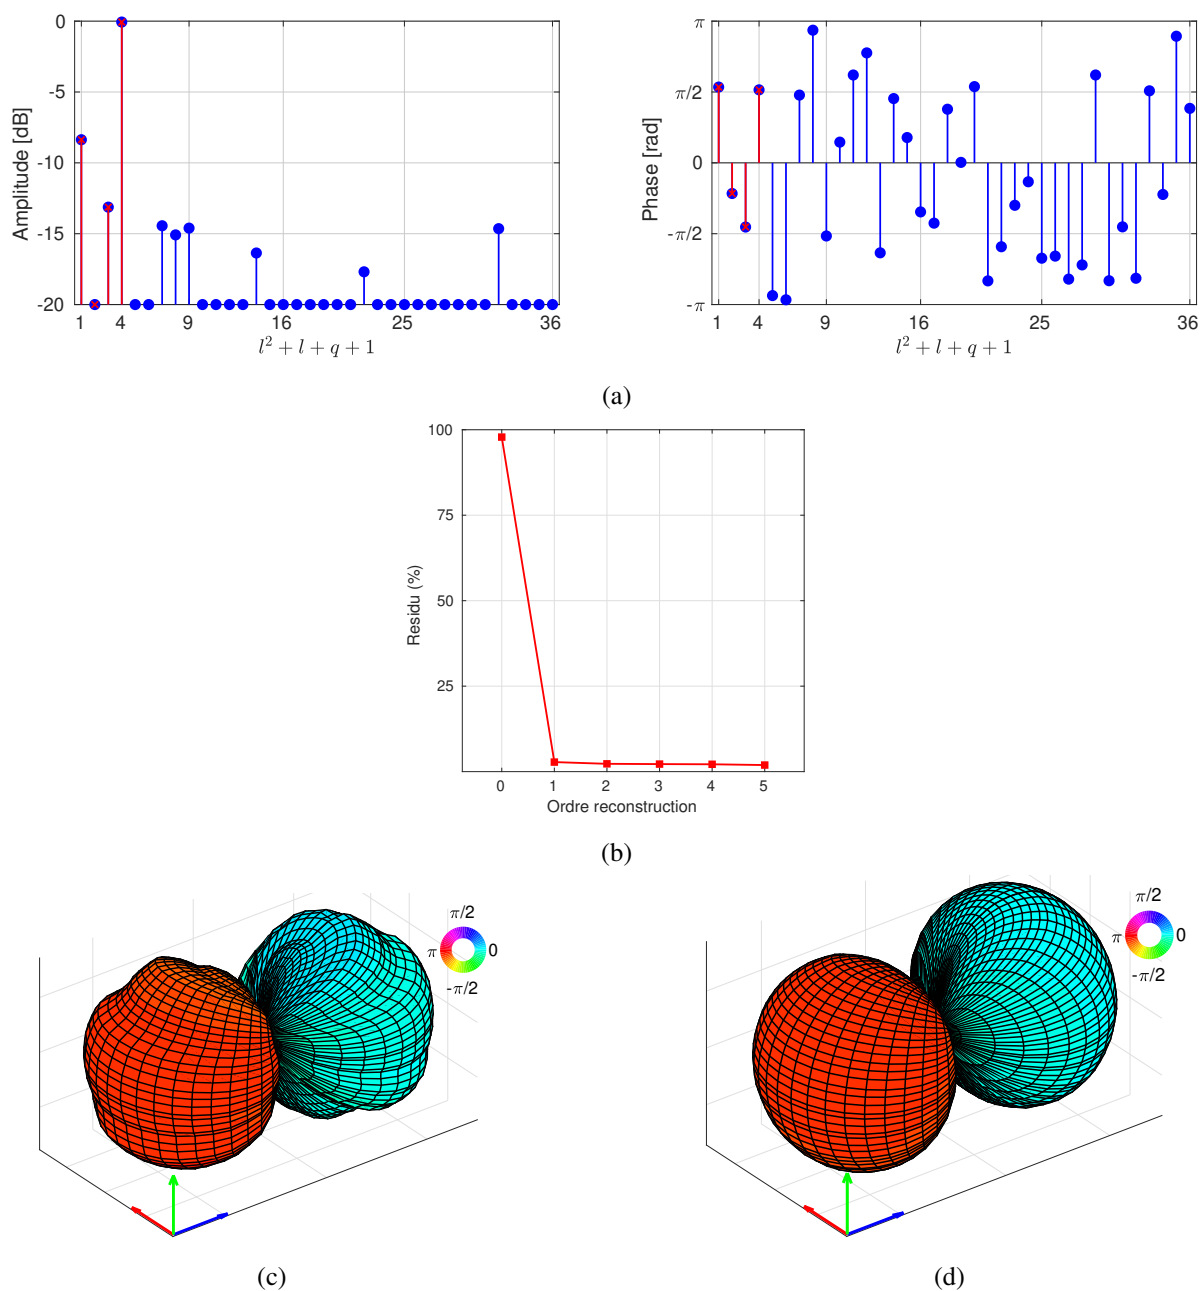 0
-5
-10
-15
-20
Amplitude [dB]
1 4 9 16 25 36
l² + l + q + 1
π
π/2
0
-π/2
-π
Phase [rad]
1 4 9 16 25 36
l² + l + q + 1
(a)
100
75
50
25
Residu (%)
0 1 2 3 4 5
Ordre reconstruction
(b)
π/2
π 0
-π/2
π/2
π 0
-π/2
(c) (d)